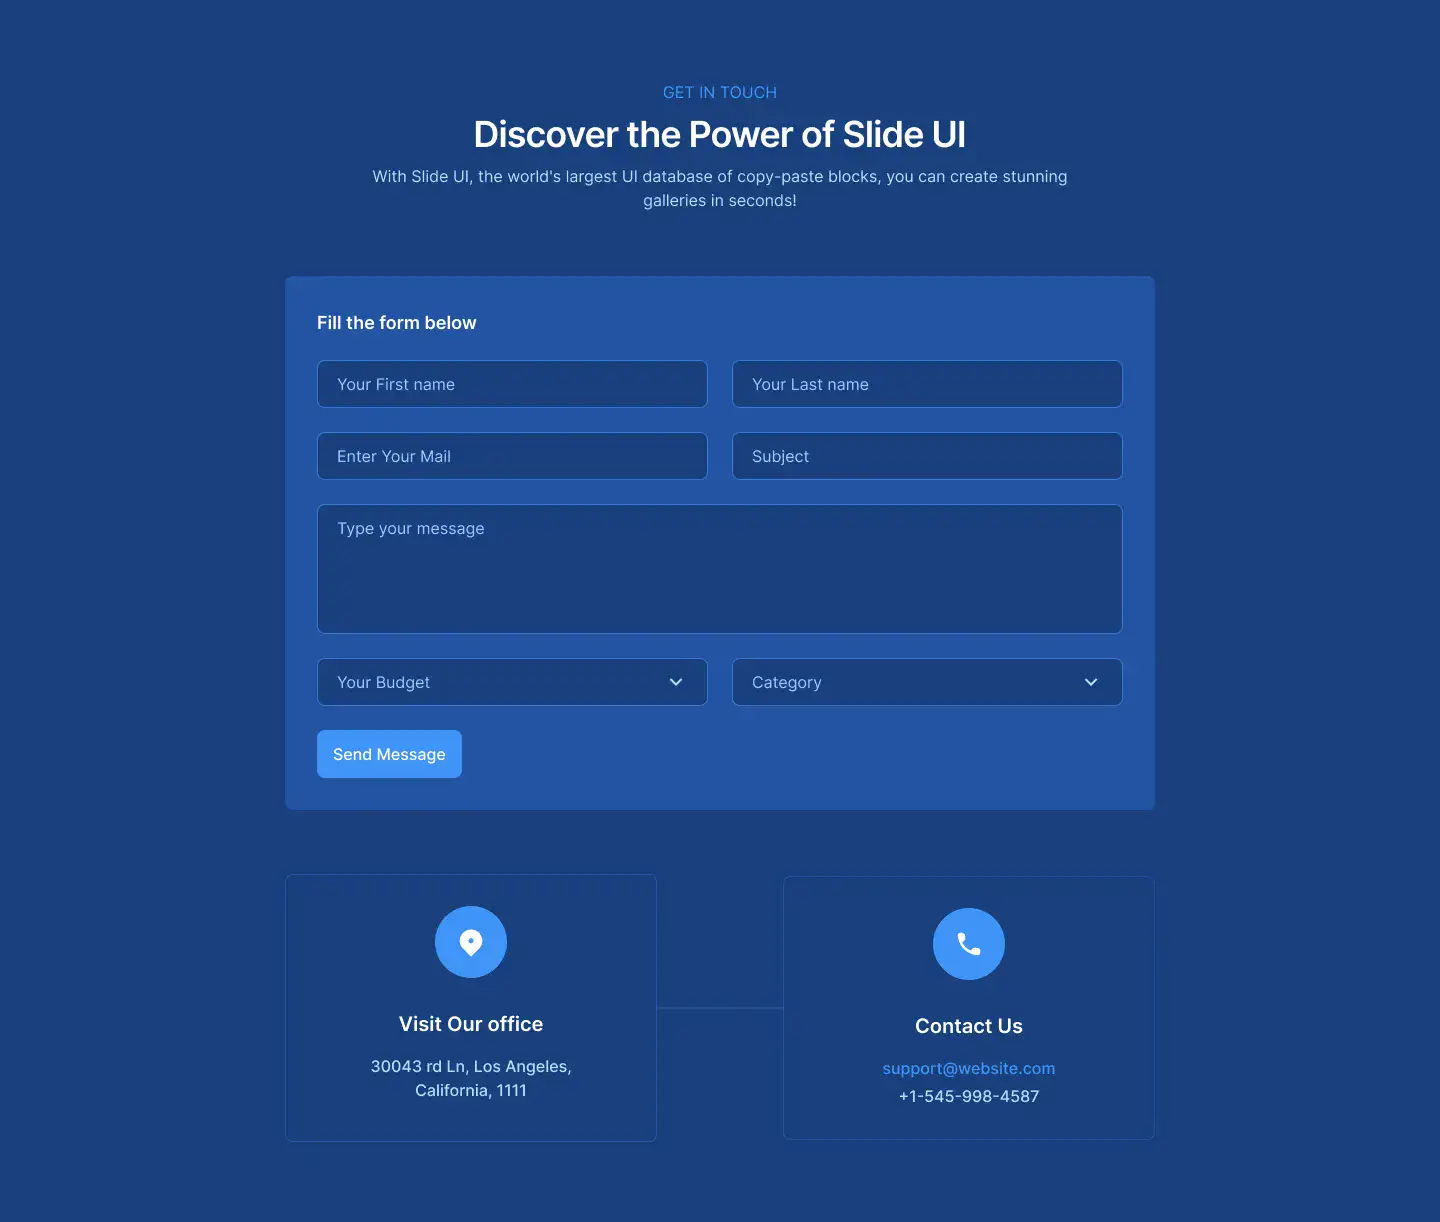 GET IN TOUCH
Discover the Power of Slide UI
With Slide UI, the world's largest UI database of copy-paste blocks, you can create stunning
galleries in seconds!
Fill the form below
Your First name
Your Last name
Enter Your Mail
Subject
Type your message
Your Budget
Category
Send Message
Visit Our office
30043 rd Ln, Los Angeles,
California, 1111
Contact Us
support@website.com
+1-545-998-4587